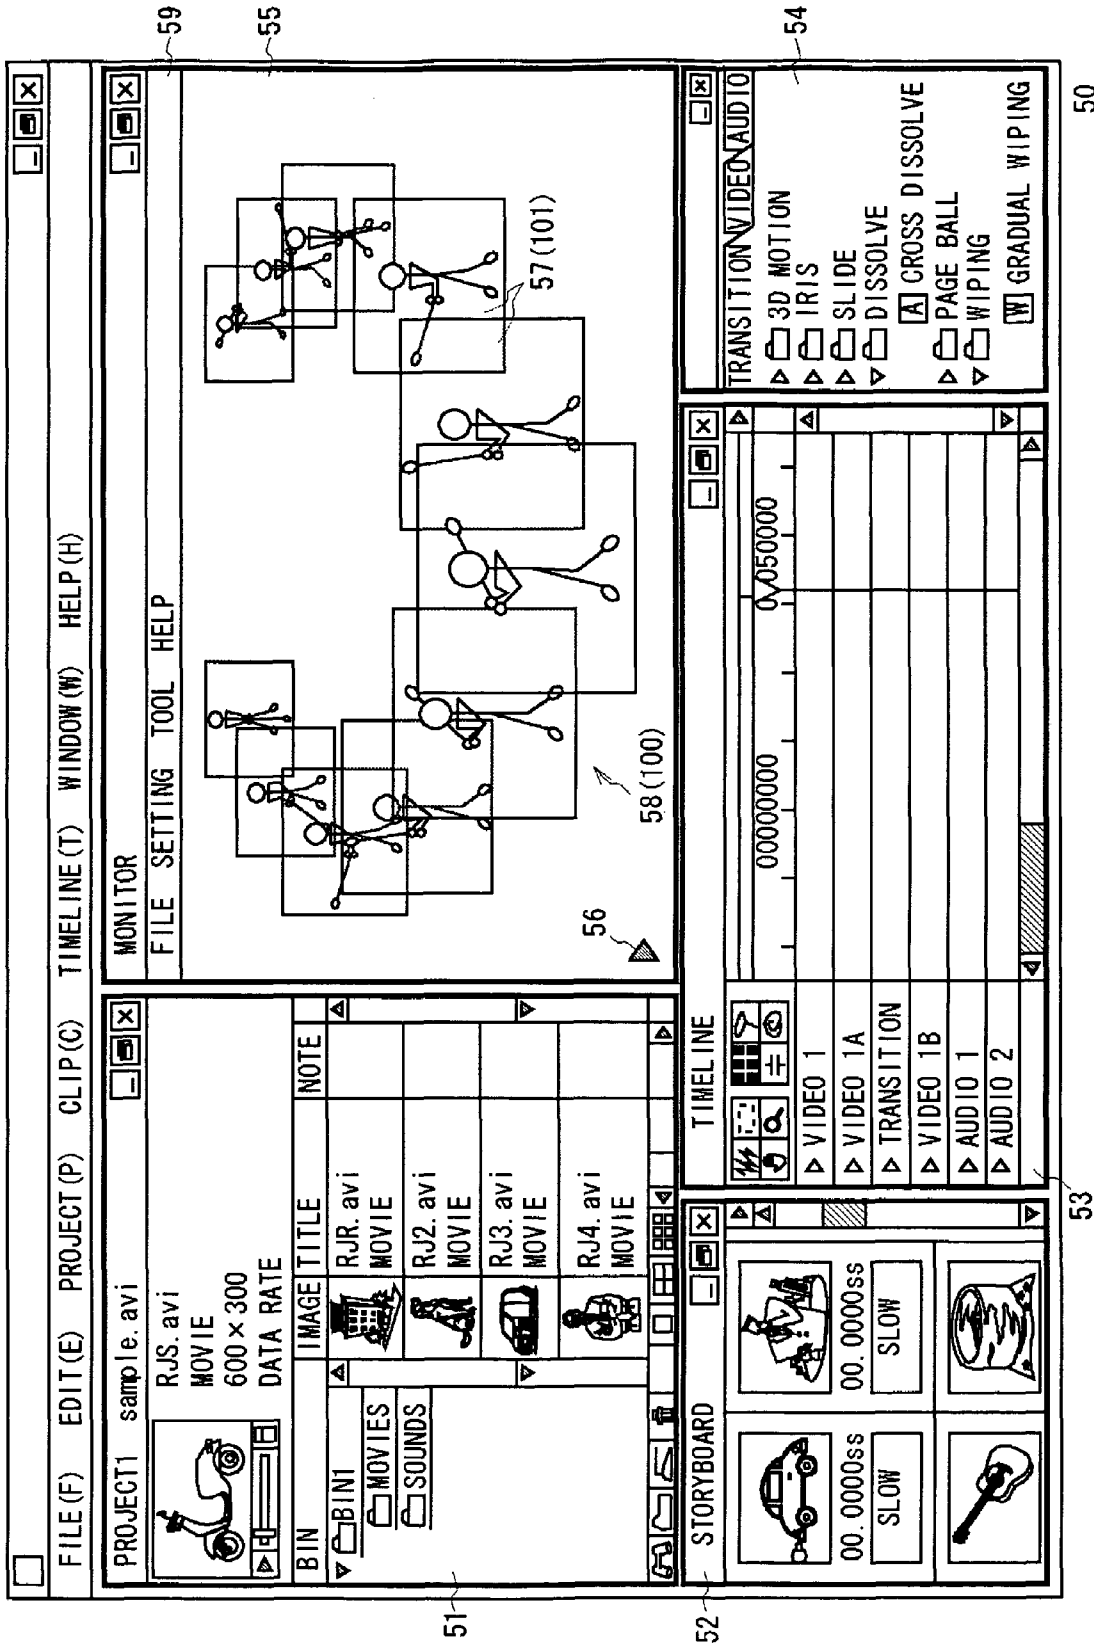 FILE(F) EDIT(E) PROJECT(P) CLIP(C) TIMELINE(T) WINDOW(W) HELP(H)
PROJECT1 sample.avi
RJS.avi
MOVIE
600×300
DATA RATE
BIN IMAGE TITLE NOTE
BIN1
MOVIES
SOUNDS
RJR.avi
MOVIE
RJ2.avi
MOVIE
RJ3.avi
MOVIE
RJ4.avi
MOVIE
51
MONITOR
FILE SETTING TOOL HELP
59
55
57(101)
58(100)
56
STORYBOARD
00.0000ss
SLOW
00.0000ss
SLOW
52
TIMELINE
00000000
0 050000
VIDEO 1
VIDEO 1A
TRANSITION
VIDEO 1B
AUDIO 1
AUDIO 2
53
TRANSITION VIDEO AUDIO
3D MOTION
IRIS
SLIDE
DISSOLVE
A CROSS DISSOLVE
PAGE BALL
WIPING
W GRADUAL WIPING
54
50